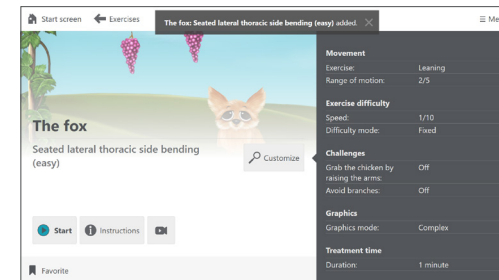 Start screen
Exercises
The fox: Seated lateral thoracic side bending (easy) added.
Me
The fox
Seated lateral thoracic side bending
(easy)
Customize
Start
Instructions
Favorite
Movement
Exercise: Leaning
Range of motion: 2/5
Exercise difficulty
Speed: 1/10
Difficulty mode: Fixed
Challenges
Grab the chicken by Off
raising the arms:
Avoid branches: Off
Graphics
Graphics mode: Complex
Treatment time
Duration: 1 minute